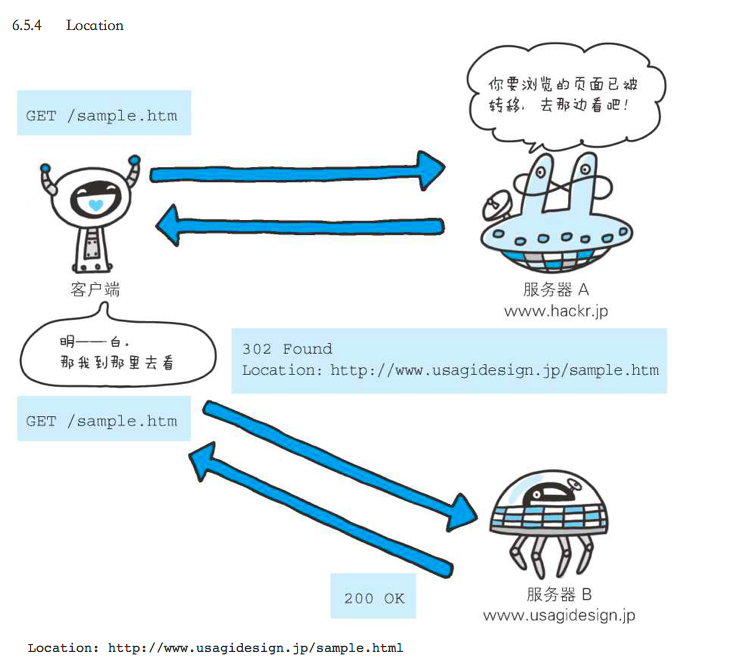 6.5.4 Location
你要浏览的页面已被
转移，去那边看吧！
GET /sample.htm
客户端
服务器 A
www.hackr.jp
明——白．
那我到那里去看
302 Found
Location: http://www.usagidesign.jp/sample.htm
GET /sample.htm
200 OK
服务器 B
www.usagidesign.jp
Location: http://www.usagidesign.jp/sample.html